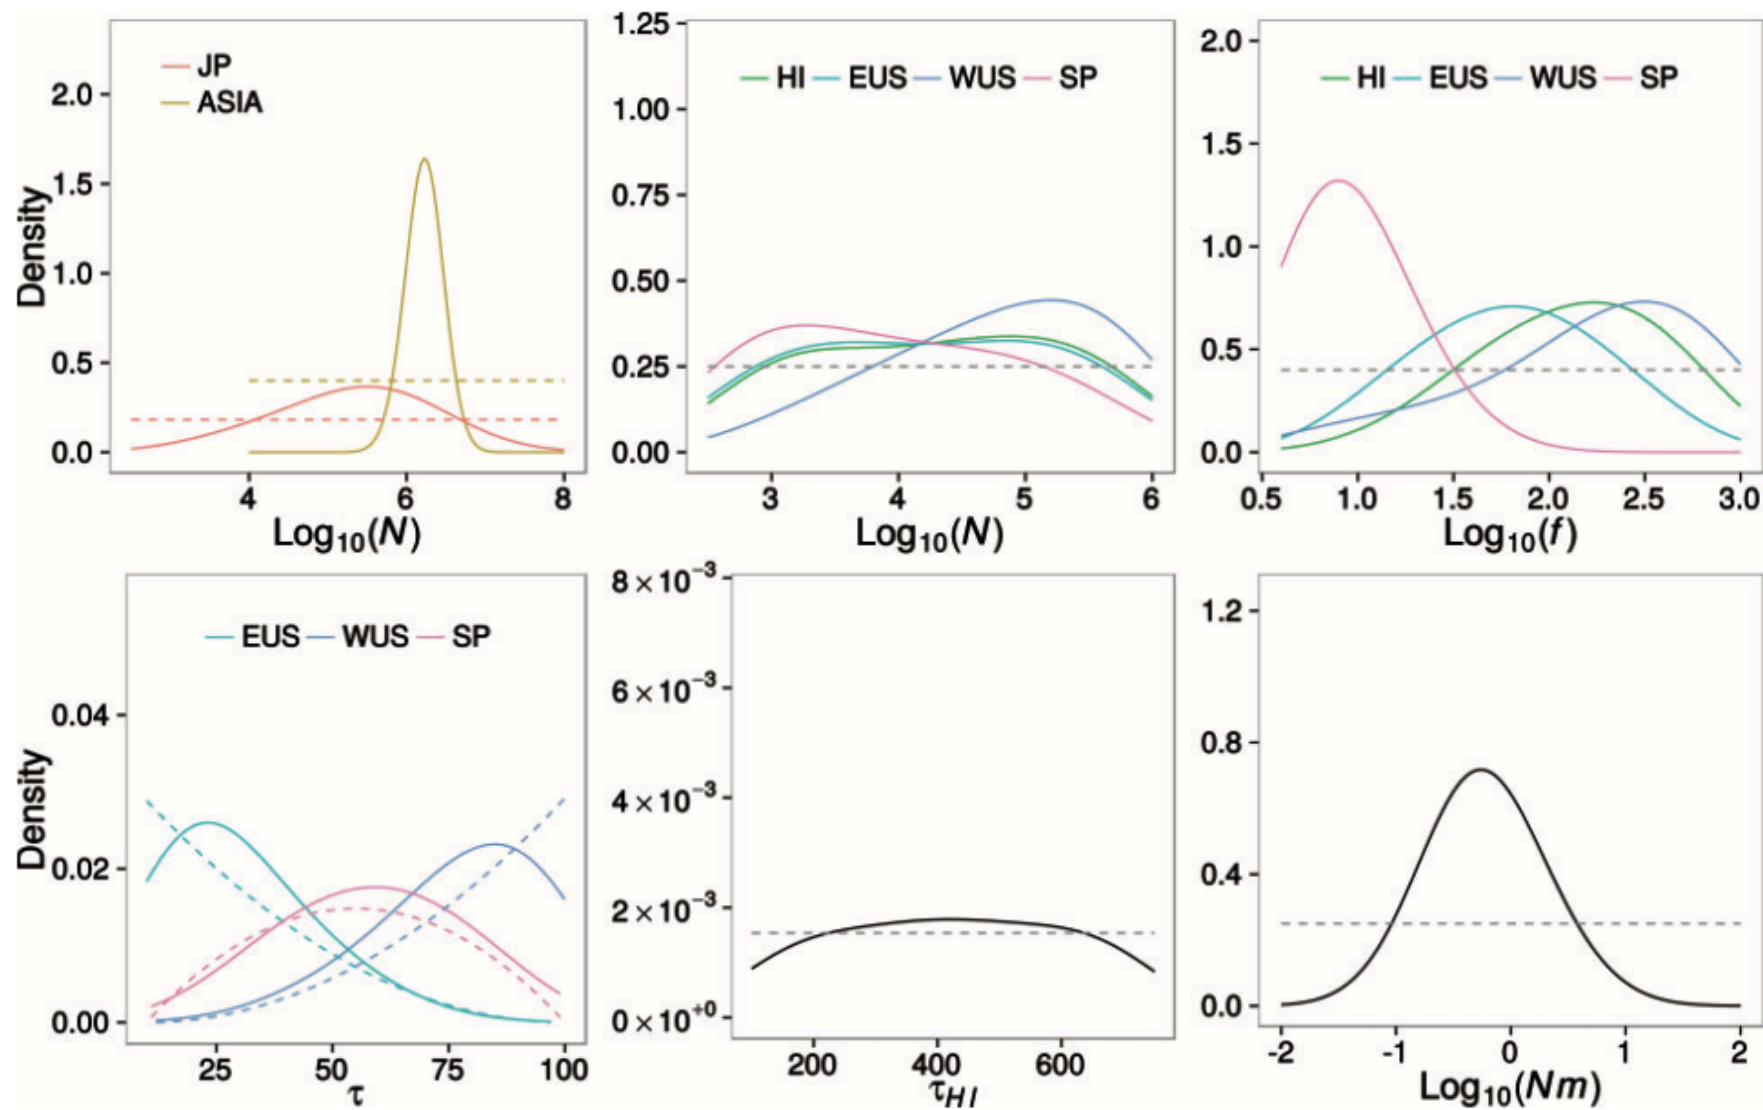 JP
ASIA
Density
2.0
1.5
1.0
0.5
0.0
4 6 8
Log10(N)
HI EUS WUS SP
1.25
1.00
0.75
0.50
0.25
0.00
3 4 5 6
Log10(N)
HI EUS WUS SP
2.0
1.5
1.0
0.5
0.0
0.5 1.0 1.5 2.0 2.5 3.0
Log10(f)
EUS WUS SP
Density
0.04
0.02
0.00
25 50 75 100
τ
8×10−3
6×10−3
4×10−3
2×10−3
0×10+0
200 400 600
τHI
1.2
0.8
0.4
0.0
-2 -1 0 1 2
Log10(Nm)